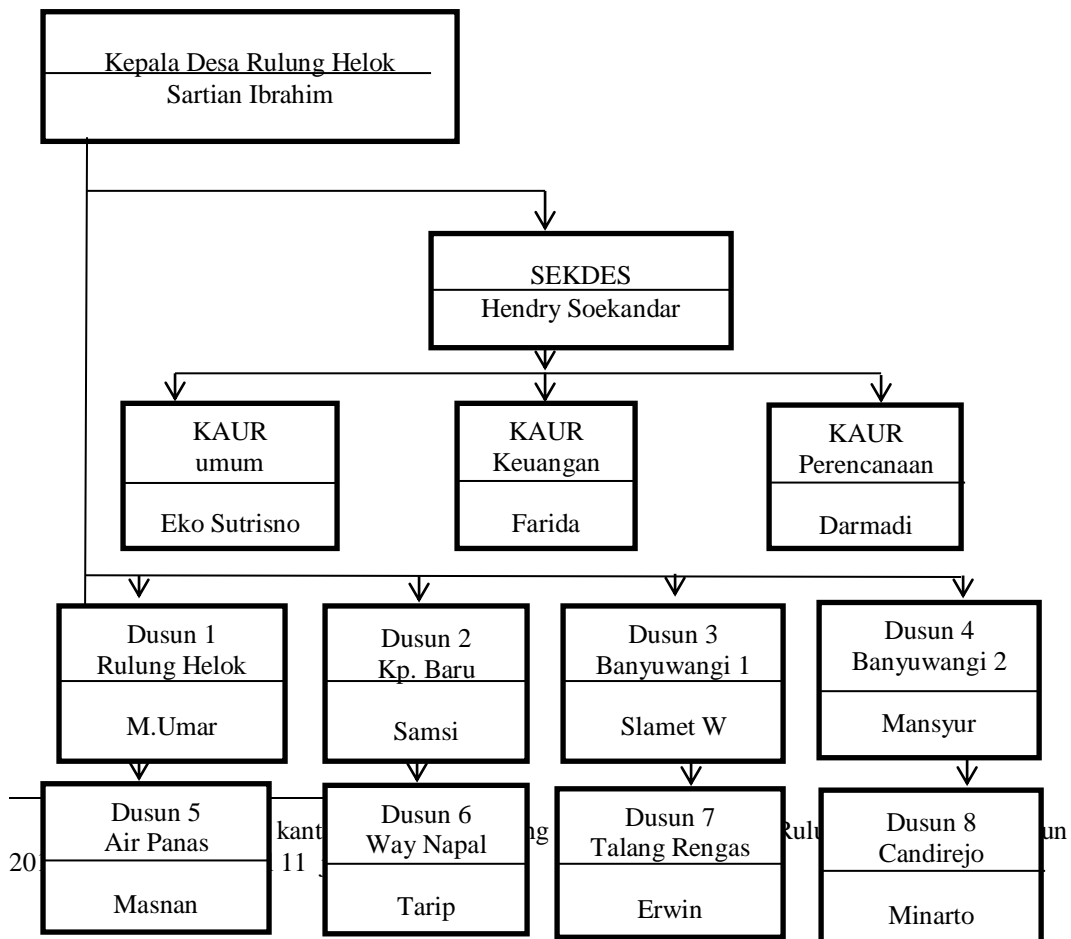 Kepala Desa Rulung Helok
Sartian Ibrahim
SEKDES
Hendry Soekandar
KAUR
umum
Eko Sutrisno
KAUR
Keuangan
Farida
KAUR
Perencanaan
Darmadi
Dusun 1
Rulung Helok
M.Umar
Dusun 2
Kp. Baru
Samsi
Dusun 3
Banyuwangi 1
Slamet W
Dusun 4
Banyuwangi 2
Mansyur
Dusun 5
Air Panas
Masnan
Dusun 6
Way Napal
Tarip
Dusun 7
Talang Rengas
Erwin
Dusun 8
Candirejo
Minarto
11